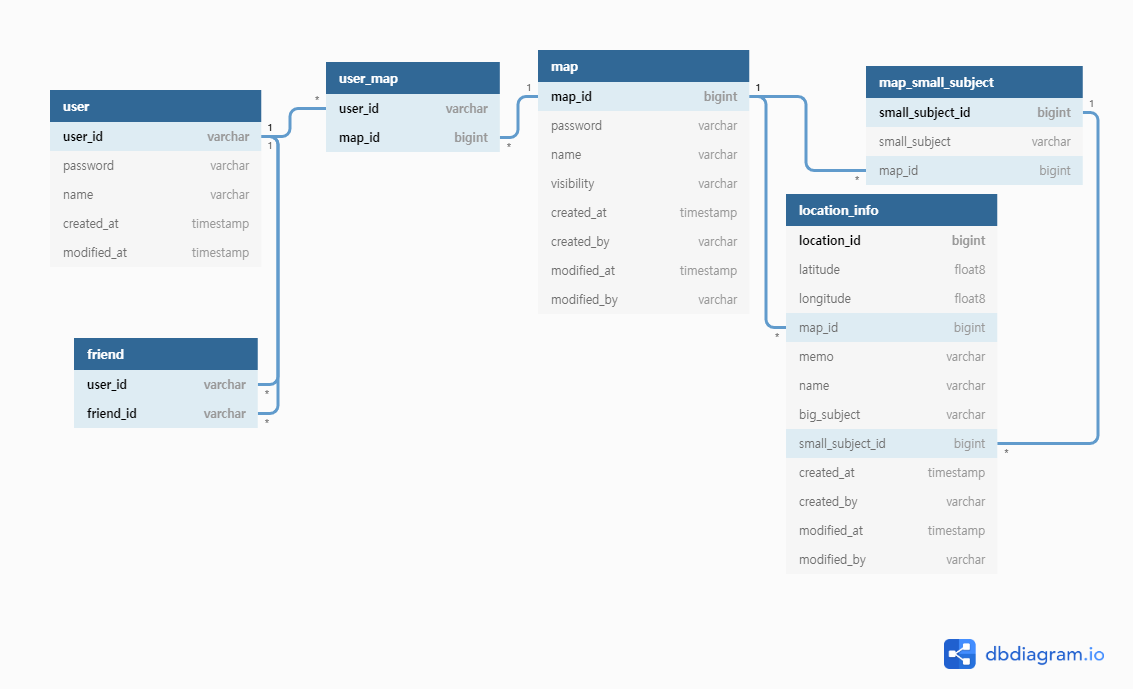 user
user_id varchar
password varchar
name varchar
created_at timestamp
modified_at timestamp
friend
user_id varchar
friend_id varchar
user_map
user_id varchar
map_id bigint
map
map_id bigint
password varchar
name varchar
visibility varchar
created_at timestamp
created_by varchar
modified_at timestamp
modified_by varchar
map_small_subject
small_subject_id bigint
small_subject varchar
map_id bigint
location_info
location_id bigint
latitude float8
longitude float8
map_id bigint
memo varchar
name varchar
big_subject varchar
small_subject_id bigint
created_at timestamp
created_by varchar
modified_at timestamp
modified_by varchar
1
1
*
*
*
1
*
1
*
*
1
*
dbdiagram.io